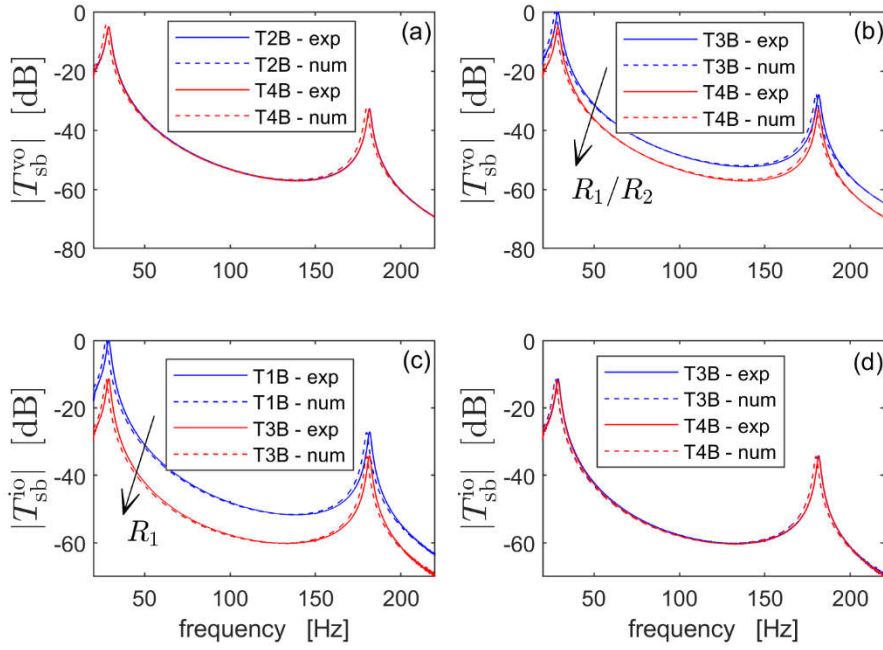 (a)
|T_sb^vo| [dB]
0
-20
-40
-60
-80
T2B - exp
T2B - num
T4B - exp
T4B - num
50
100
150
200
(b)
|T_sb^vo| [dB]
0
-20
-40
-60
-80
T3B - exp
T3B - num
T4B - exp
T4B - num
R_1/R_2
50
100
150
200
(c)
|T_sb^io| [dB]
0
-20
-40
-60
T1B - exp
T1B - num
T3B - exp
T3B - num
R_1
50
100
150
200
frequency [Hz]
(d)
|T_sb^io| [dB]
0
-20
-40
-60
T3B - exp
T3B - num
T4B - exp
T4B - num
50
100
150
200
frequency [Hz]